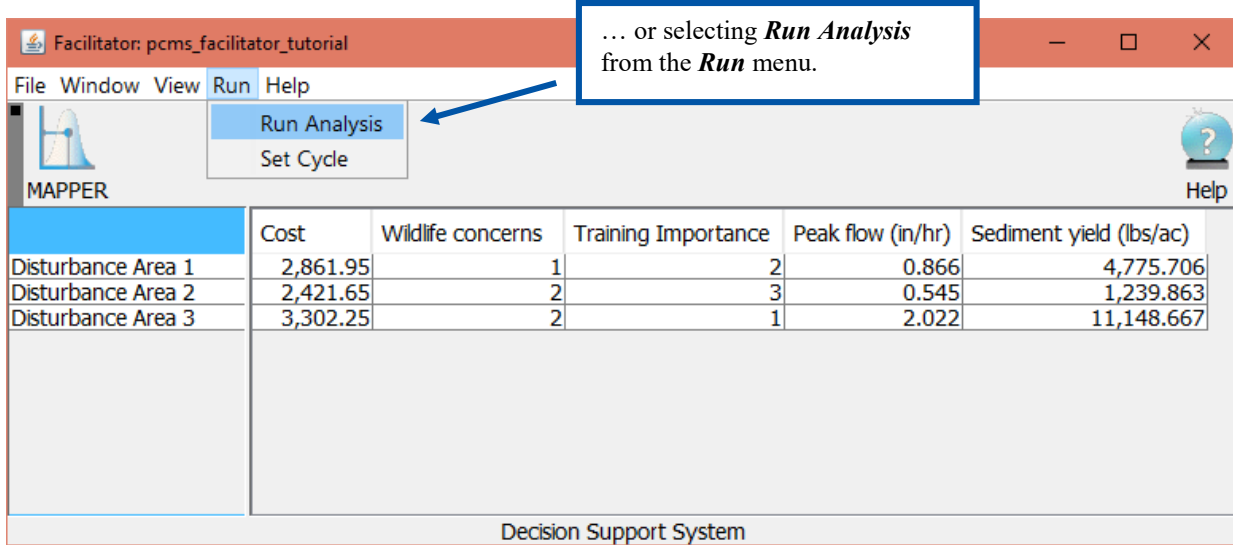 … or selecting Run Analysis
from the Run menu.
Facilitator: pcms_facilitator_tutorial
File Window View Run Help
Run Analysis
Set Cycle
MAPPER
? Help
Cost Wildlife concerns Training Importance Peak flow (in/hr) Sediment yield (lbs/ac)
Disturbance Area 1 2,861.95 1 2 0.866 4,775.706
Disturbance Area 2 2,421.65 2 3 0.545 1,239.863
Disturbance Area 3 3,302.25 2 1 2.022 11,148.667
Decision Support System